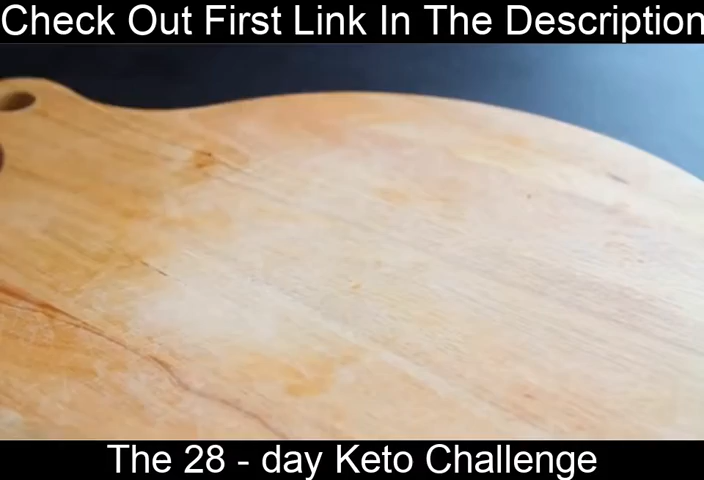 Check Out First Link In The Description
The 28 - day Keto Challenge